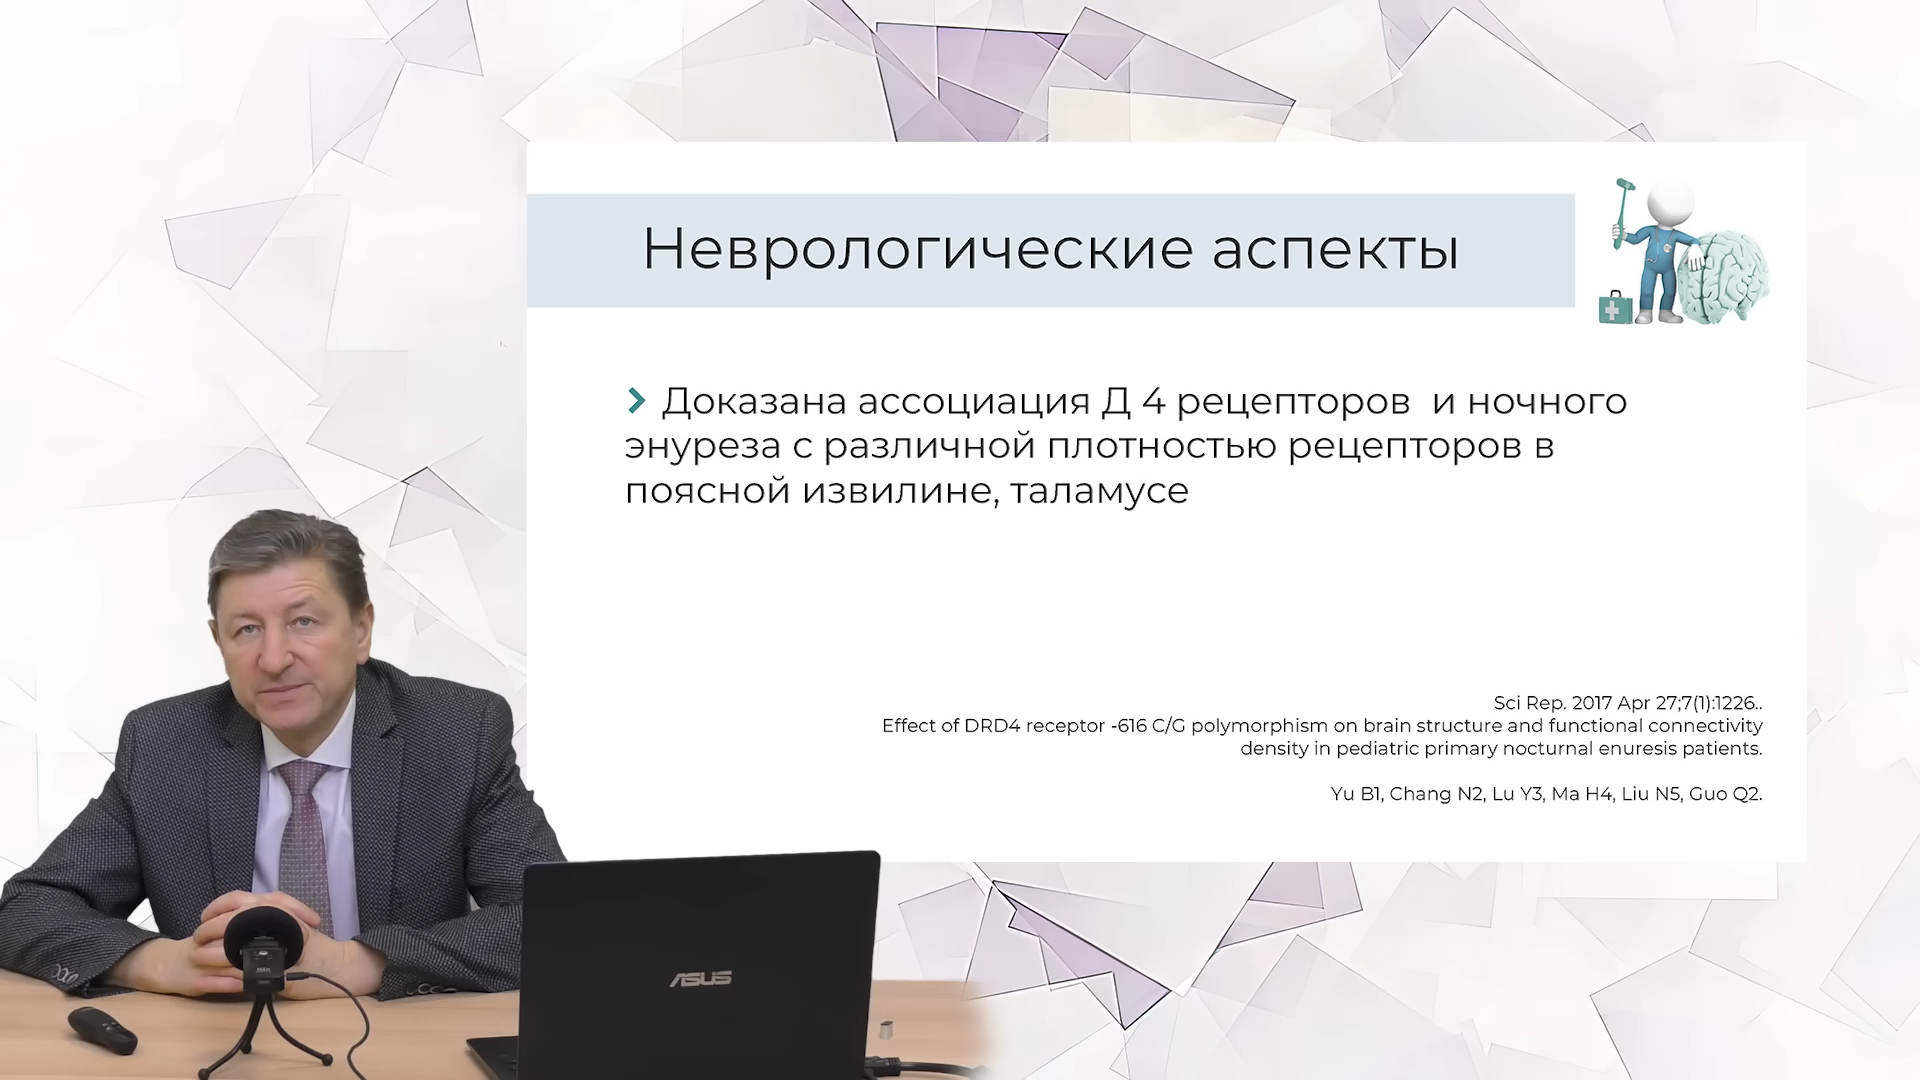 Неврологические аспекты
Доказана ассоциация Д 4 рецепторов и ночного
энуреза с различной плотностью рецепторов в
поясной извилине, таламусе
Sci Rep. 2017 Apr 27;7(1):1226..
Effect of DRD4 receptor -616 C/G polymorphism on brain structure and functional connectivity
density in pediatric primary nocturnal enuresis patients.
Yu B1, Chang N2, Lu Y3, Ma H4, Liu N5, Guo Q2.
ASUS